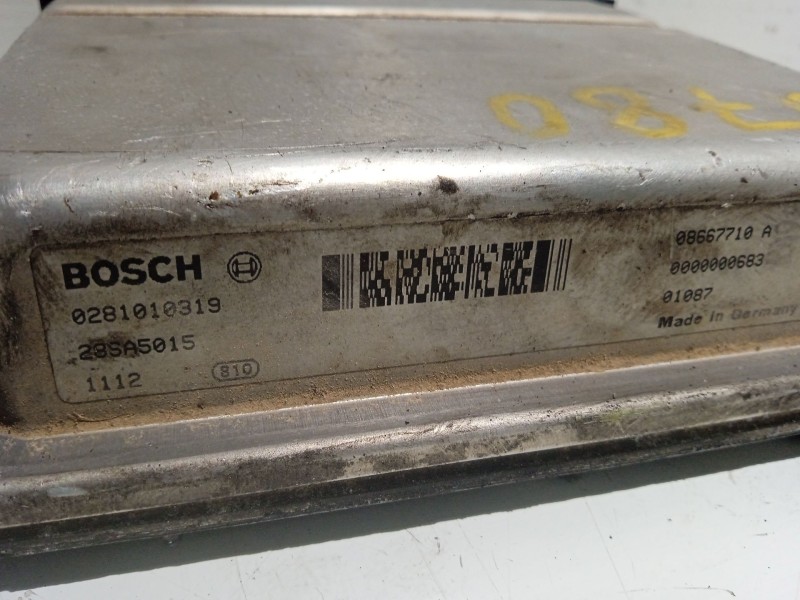 BOSCH
0281010319
28SA5015
1112 810
08667710 A
0000000683
01087
Made in Germany